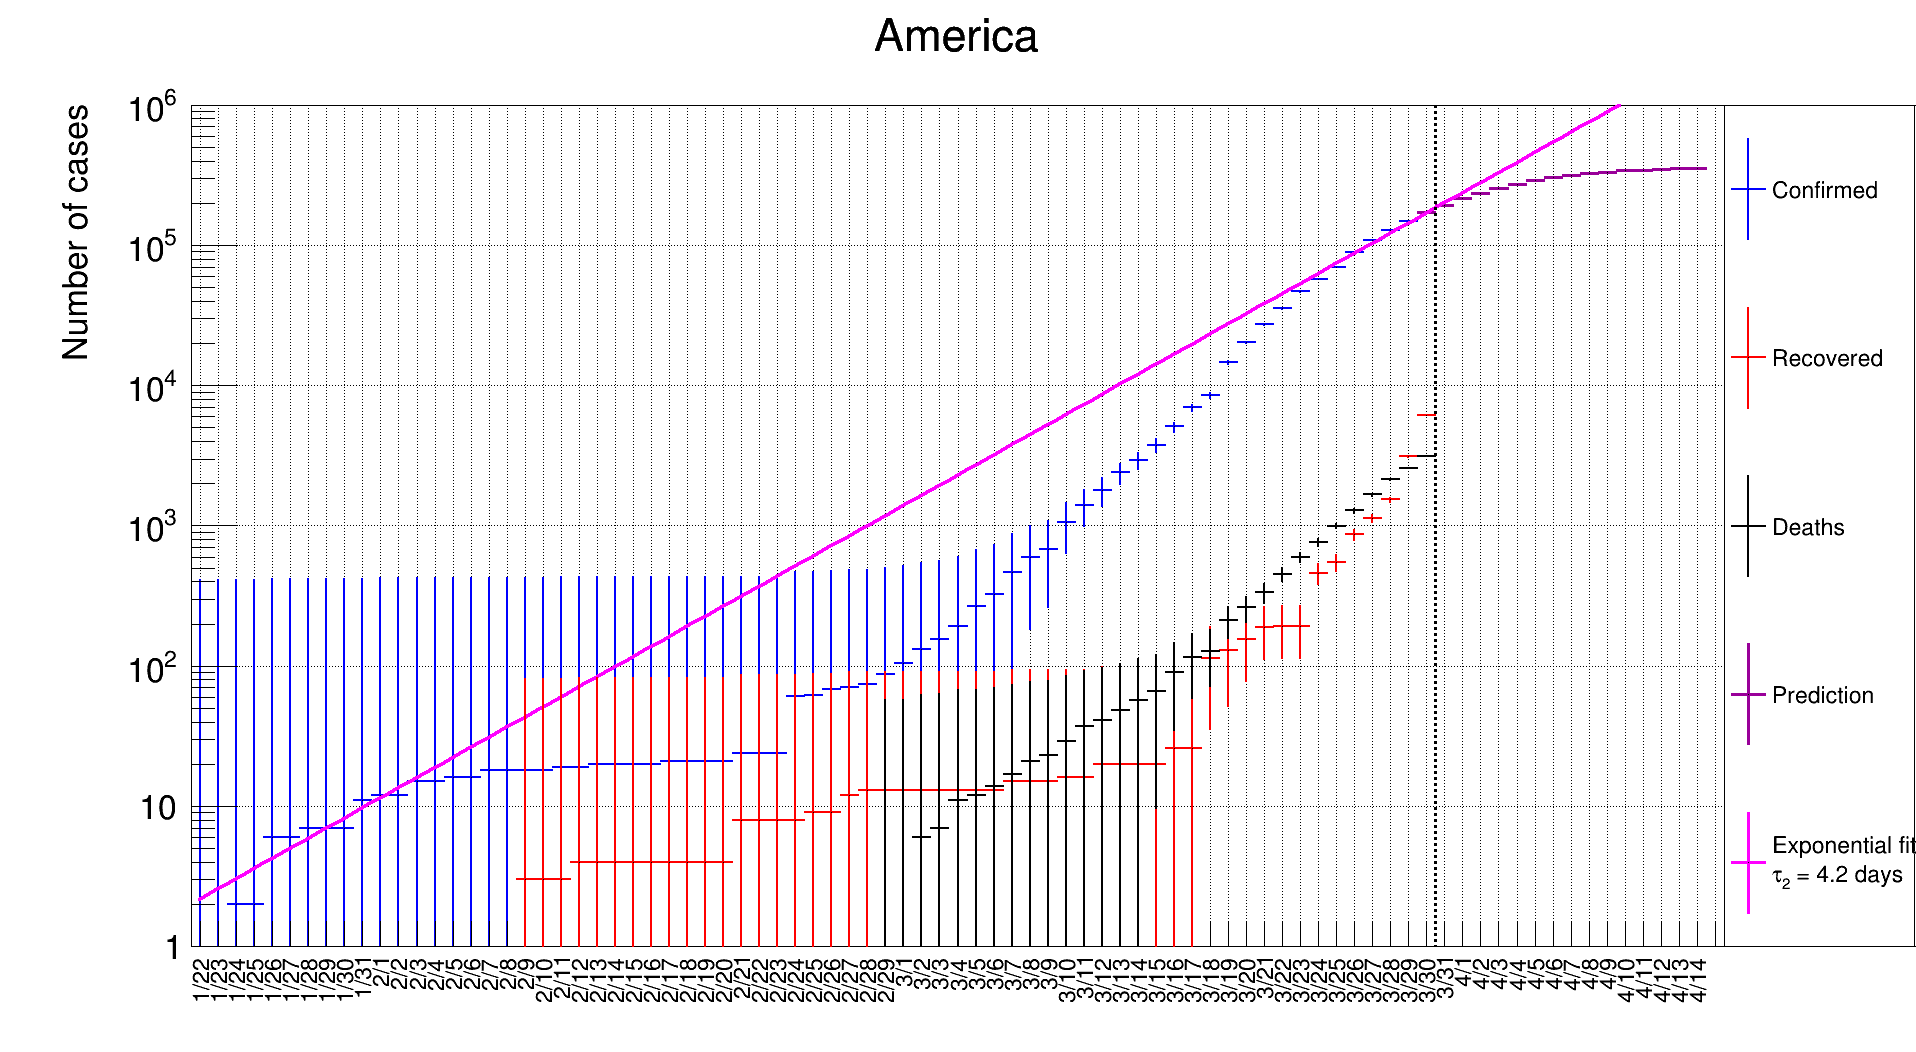 America
Number of cases
10^6
10^5
10^4
10^3
10^2
10
1
1/22 1/23 1/24 1/25 1/26 1/27 1/28 1/29 1/30 1/31 2/1 2/2 2/3 2/4 2/5 2/6 2/7 2/8 2/9 2/10 2/11 2/12 2/13 2/14 2/15 2/16 2/17 2/18 2/19 2/20 2/21 2/22 2/23 2/24 2/25 2/26 2/27 2/28 2/29 3/1 3/2 3/3 3/4 3/5 3/6 3/7 3/8 3/9 3/10 3/11 3/12 3/13 3/14 3/15 3/16 3/17 3/18 3/19 3/20 3/21 3/22 3/23 3/24 3/25 3/26 3/27 3/28 3/29 3/30 3/31 4/1 4/2 4/3 4/4 4/5 4/6 4/7 4/8 4/9 4/10 4/11 4/12 4/13 4/14
Confirmed
Recovered
Deaths
Prediction
Exponential fit
τ₂ = 4.2 days